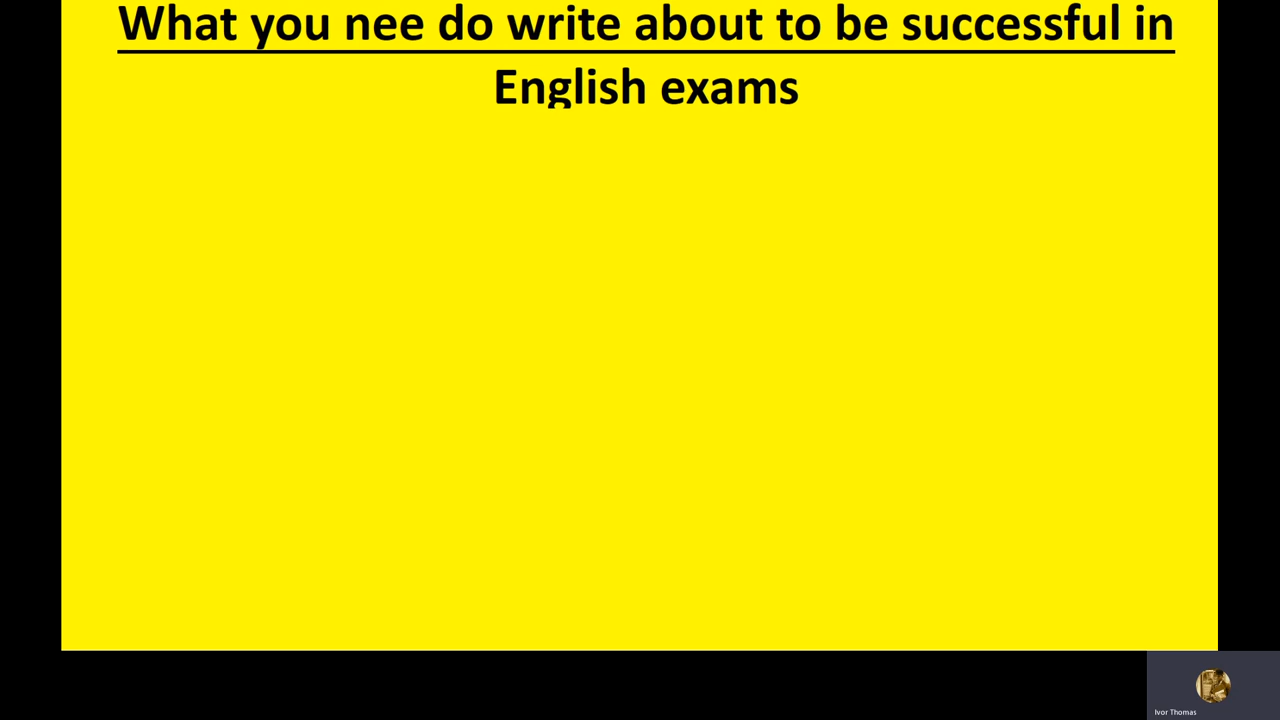 What you nee do write about to be successful in
English exams
Ivor Thomas